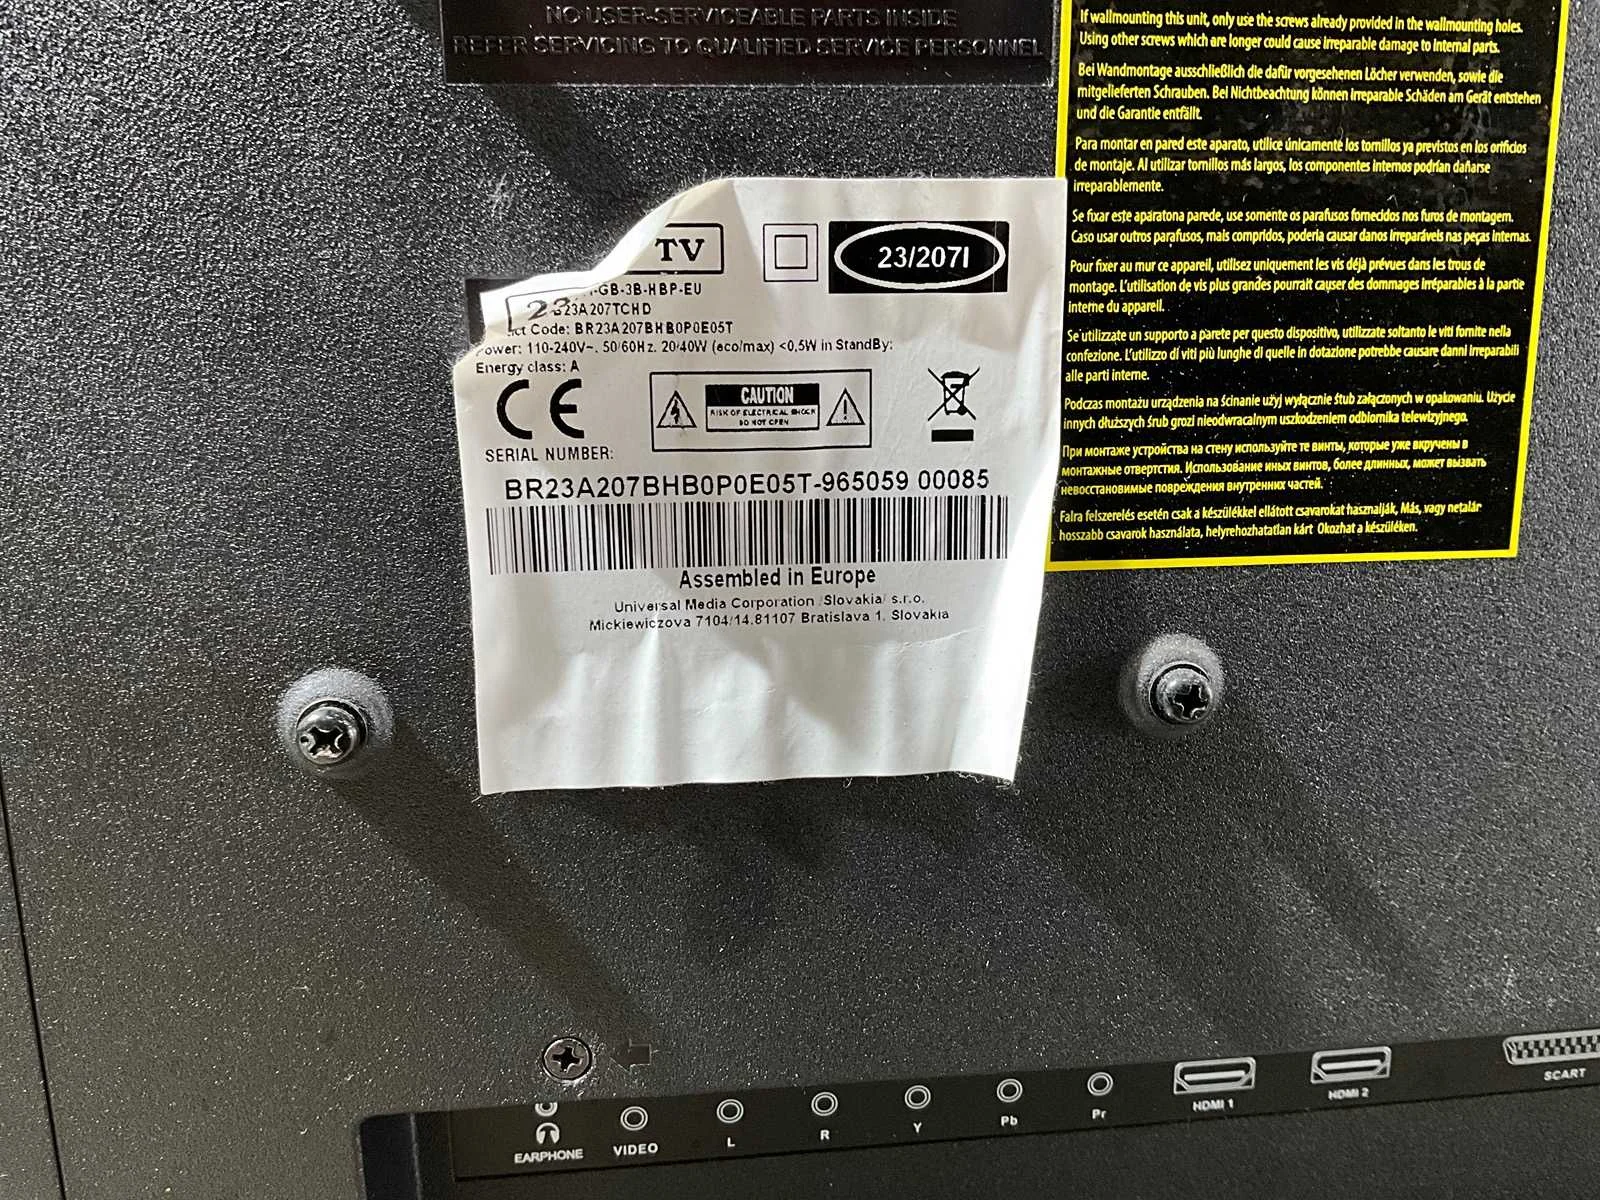 NO USER-SERVICEABLE PARTS INSIDE
REFER SERVICING TO QUALIFIED SERVICE PERSONNEL
If wallmounting this unit, only use the screws already provided in the wallmounting holes.
Using other screws which are longer could cause irreparable damage to internal parts.
Bei Wandmontage ausschließlich die dafür vorgesehenen Löcher verwenden, sowie die
mitgelieferten Schrauben. Bei Nichtbeachtung können irreparable Schäden am Gerät entstehen
und die Garantie entfällt.
Para montar en pared este aparato, utilice únicamente los tornillos ya previstos en los orificios
de montaje. Al utilizar tornillos más largos, los componentes internos podrían dañarse
irreparablemente.
Se fixar este aparatona parede, use somente os parafusos fornecidos nos furos de montagem.
Caso usar outros parafusos, mais compridos, poderia causar danos irreparáveis nas peças internas.
Pour fixer au mur ce appareil, utilisez uniquement les vis déjà prévues dans les trous de
montage. L'utilisation de vis plus grandes pourrait causer des dommages irréparables à la partie
interne du appareil.
Se utilizzate un supporto a parete per questo dispositivo, utilizzate soltanto le viti fornite nella
confezione. L'utilizzo di viti più lunghe di quelle in dotazione potrebbe causare danni irreparabili
alle parti interne.
Podczas montażu urządzenia na ścinanie użyj wyłącznie śtub załączonych w opakowaniu. Użycie
innych dłuższych śrub grozi nieodwracalnym uszkodzeniem odbiornika telewizyjnego.
При монтаже устройства на стену используйте те винты, которые уже вкручены в
монтажные отверстия. Использование иных винтов, более длинных, может вызвать
невосстановимые повреждения внутренних частей.
Falra felszerelés esetén csak a készülékkel ellátott csavarokat hasznalják, Más, vagy netalár
hosszabb csavarok használata, helyrehozhatatlan kárt Okozhat a készüléken.
TV
23/207I
-GB-3B-HBP-EU
23
23A207TCHD
ct Code: BR23A207BHB0P0E05T
Power: 110-240V~, 50/60Hz. 20/40W (eco/max) <0,5W in StandBy:
Energy class: A
CE
CAUTION
RISK OF ELECTRICAL SHOCK
DO NOT OPEN
SERIAL NUMBER:
BR23A207BHB0P0E05T-965059 00085
Assembled in Europe
Universal Media Corporation /Slovakia/ s.r.o.
Mickiewiczova 7104/14,81107 Bratislava 1, Slovakia
EARPHONE
VIDEO
L
R
Y
Pb
Pr
HDMI 1
HDMI 2
SCART